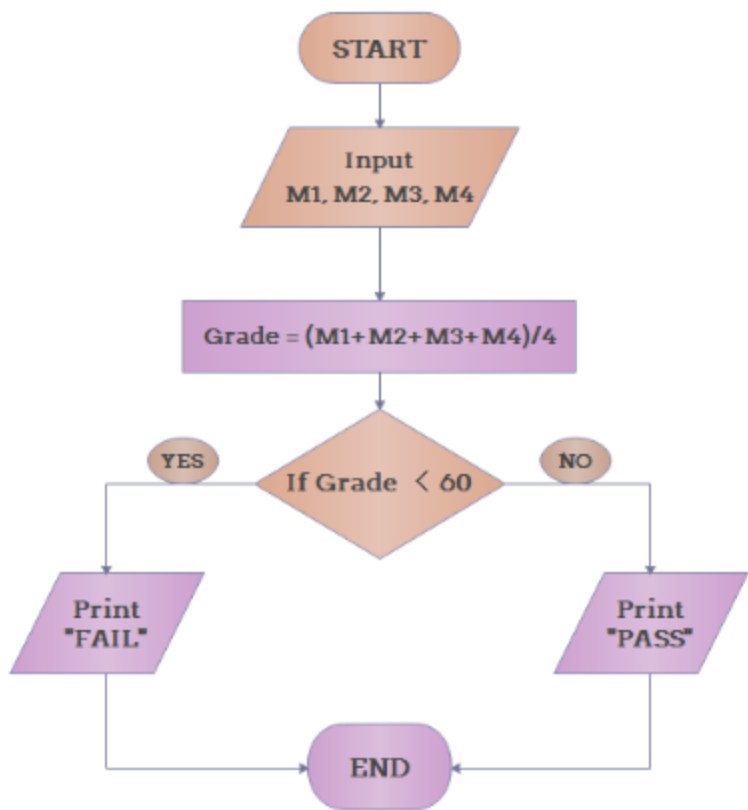 START
Input
M1, M2, M3, M4
Grade = (M1+M2+M3+M4)/4
If Grade < 60
YES
NO
Print
"FAIL"
Print
"PASS"
END